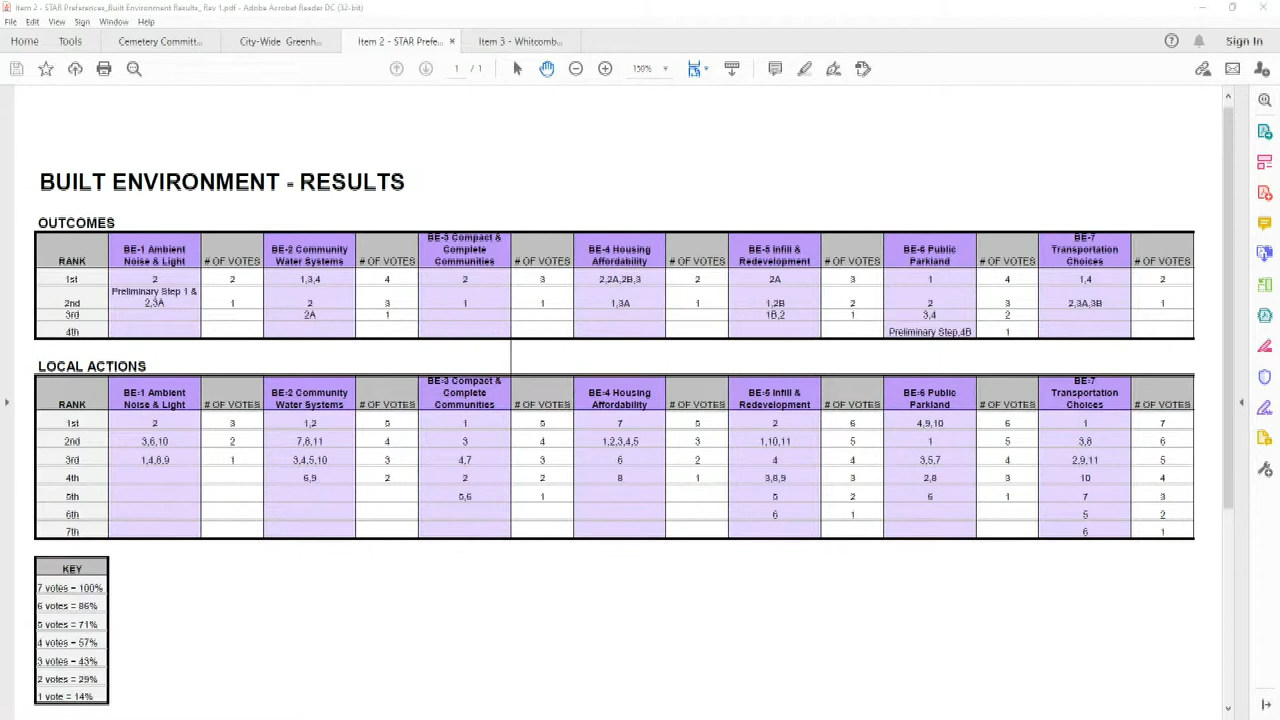 Item 2 - STAR Preferences_Built Environment Results_ Rev 1.pdf - Adobe Acrobat Reader DC (32-bit)
File Edit View Sign Window Help
Home Tools Cemetery Committ... City-Wide Greenh... Item 2 - STAR Prefe... × Item 3 - Whitcomb... Sign In
1 / 1 150%
BUILT ENVIRONMENT - RESULTS
OUTCOMES
RANK BE-1 Ambient Noise & Light # OF VOTES BE-2 Community Water Systems # OF VOTES BE-3 Compact & Complete Communities # OF VOTES BE-4 Housing Affordability # OF VOTES BE-5 Infill & Redevelopment # OF VOTES BE-6 Public Parkland # OF VOTES BE-7 Transportation Choices # OF VOTES
1st 2 2 1,3,4 4 2 3 2,2A,2B,3 2 2A 3 1 4 1,4 2
2nd Preliminary Step 1 & 2,3A 1 2 3 1 1 1,3A 1 1,2B 2 2 3 2,3A,3B 1
3rd 2A 1 1B,2 1 3,4 2
4th Preliminary Step,4B 1
LOCAL ACTIONS
RANK BE-1 Ambient Noise & Light # OF VOTES BE-2 Community Water Systems # OF VOTES BE-3 Compact & Complete Communities # OF VOTES BE-4 Housing Affordability # OF VOTES BE-5 Infill & Redevelopment # OF VOTES BE-6 Public Parkland # OF VOTES BE-7 Transportation Choices # OF VOTES
1st 2 3 1,2 5 1 5 7 5 2 6 4,9,10 6 1 7
2nd 3,6,10 2 7,8,11 4 3 4 1,2,3,4,5 3 1,10,11 5 1 5 3,8 6
3rd 1,4,8,9 1 3,4,5,10 3 4,7 3 6 2 4 4 3,5,7 4 2,9,11 5
4th 6,9 2 2 2 8 1 3,8,9 3 2,8 3 10 4
5th 5,6 1 5 2 6 1 7 3
6th 6 1 5 2
7th 6 1
KEY
7 votes = 100%
6 votes = 86%
5 votes = 71%
4 votes = 57%
3 votes = 43%
2 votes = 29%
1 vote = 14%